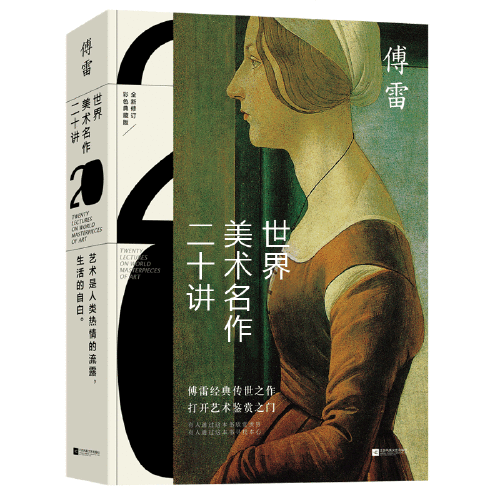 傅雷
世界
美术名作
二十讲
20
TWENTY
LECTURES
ON WORLD
MASTERPIECES
OF ART
艺术是人类热情的流露，
生活的自白。
全新修订
彩色典藏版
2
TWENTY
LECTURES
ON WORLD
MASTERPIECES
OF ART
傅雷
世界
美术名作
二十讲
傅雷经典传世之作
打开艺术鉴赏之门